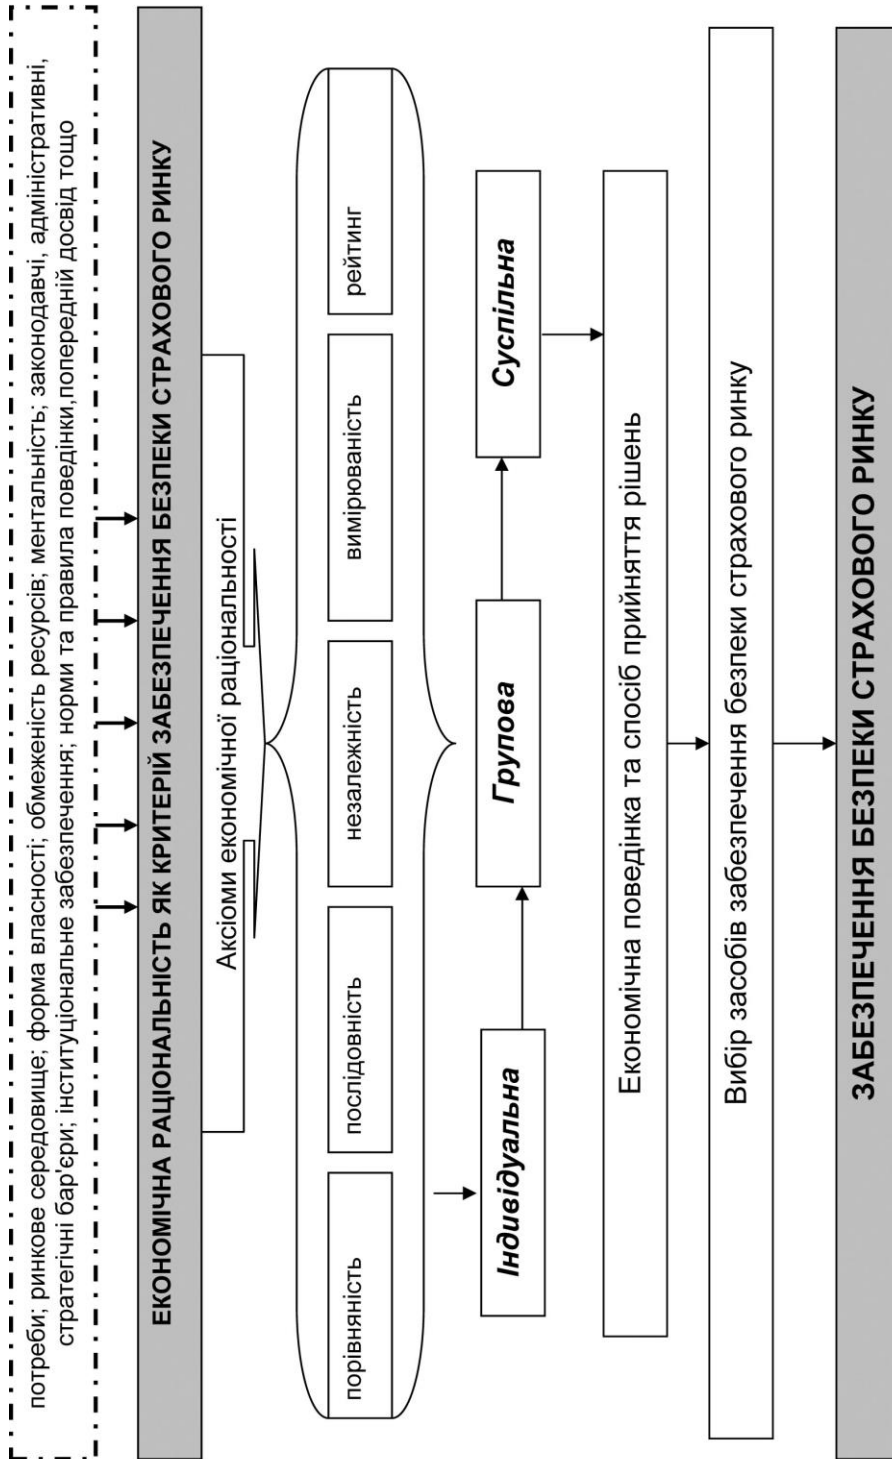 потреби; ринкове середовище; форма власності; обмеженість ресурсів; ментальність; законодавчі, адміністративні,
стратегічні бар'єри; інституціональне забезпечення; норми та правила поведінки,попередній досвід тощо
ЕКОНОМІЧНА РАЦІОНАЛЬНІСТЬ ЯК КРИТЕРІЙ ЗАБЕЗПЕЧЕННЯ БЕЗПЕКИ СТРАХОВОГО РИНКУ
Аксіоми економічної раціональності
порівняність
послідовність
незалежність
вимірюваність
рейтинг
Індивідуальна
Групова
Суспільна
Економічна поведінка та спосіб прийняття рішень
Вибір засобів забезпечення безпеки страхового ринку
ЗАБЕЗПЕЧЕННЯ БЕЗПЕКИ СТРАХОВОГО РИНКУ